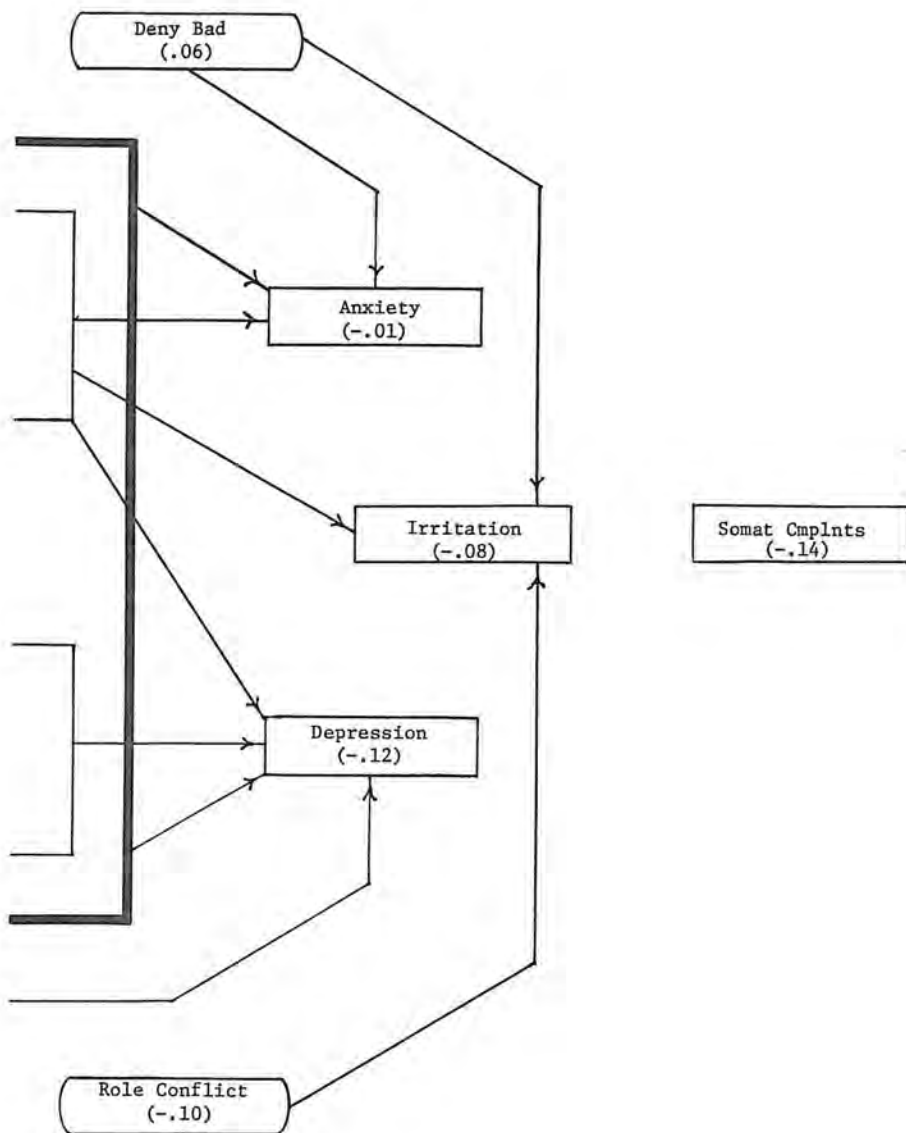 Deny Bad
(.06)
Anxiety
(-.01)
Irritation
(-.08)
Somat Cmplnts
(-.14)
Depression
(-.12)
Role Conflict
(-.10)